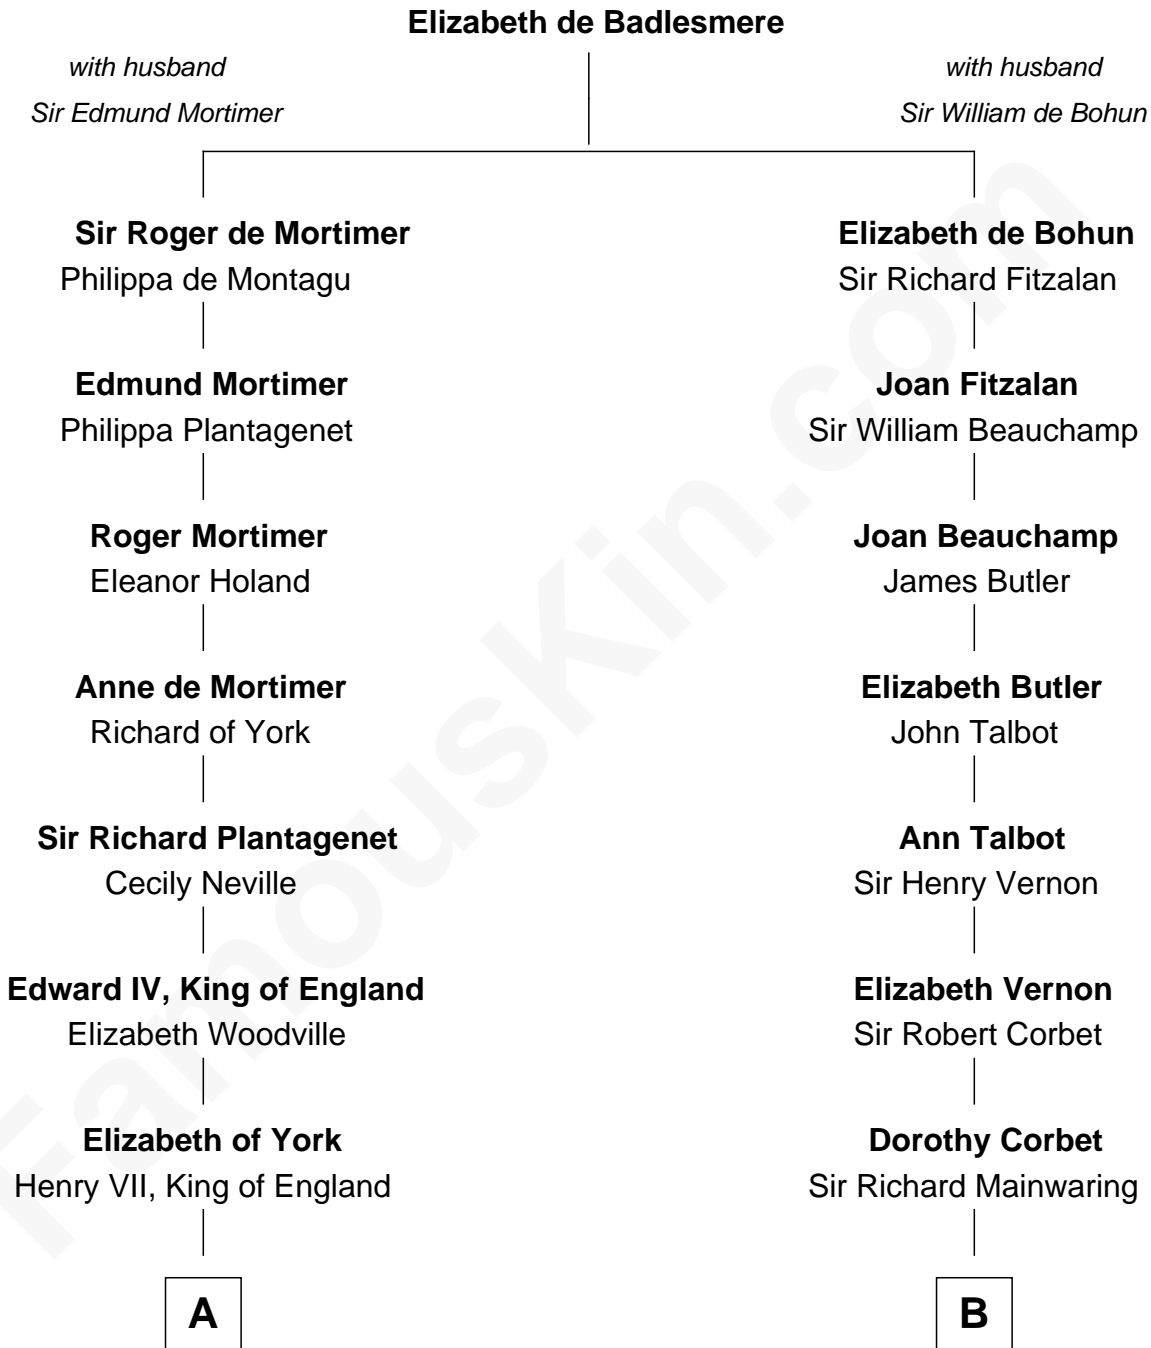 Elizabeth de Badlesmere
with husband
Sir Edmund Mortimer
with husband
Sir William de Bohun
Sir Roger de Mortimer
Philippa de Montagu
Elizabeth de Bohun
Sir Richard Fitzalan
Edmund Mortimer
Philippa Plantagenet
Joan Fitzalan
Sir William Beauchamp
Roger Mortimer
Eleanor Holand
Joan Beauchamp
James Butler
Anne de Mortimer
Richard of York
Elizabeth Butler
John Talbot
Sir Richard Plantagenet
Cecily Neville
Ann Talbot
Sir Henry Vernon
Edward IV, King of England
Elizabeth Woodville
Elizabeth Vernon
Sir Robert Corbet
Elizabeth of York
Henry VII, King of England
Dorothy Corbet
Sir Richard Mainwaring
A
B
FamousKin.com